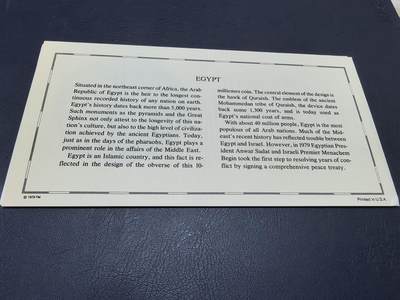 EGYPT
Situated in the northeast corner of Africa, the Arab
Republic of Egypt is the heir to the longest con-
tinuous recorded history of any nation on earth.
Egypt's history dates back more than 5,000 years.
Such monuments as the pyramids and the Great
Sphinx not only attest to the longevity of this na-
tion's culture, but also to the high level of civiliza-
tion achieved by the ancient Egyptians. Today,
just as in the days of the pharaohs, Egypt plays a
prominent role in the affairs of the Middle East.
Egypt is an Islamic country, and this fact is re-
flected in the design of the obverse of this 10-
milliemes coin. The central element of the design is
the hawk of Quraish. The emblem of the ancient
Mohammedan tribe of Quraish, the device dates
back some 1,300 years, and is today used as
Egypt's national coat of arms.
With about 40 million people, Egypt is the most
populous of all Arab nations. Much of the Mid-
east's recent history has reflected trouble between
Egypt and Israel. However, in 1979 Egyptian Pres-
ident Anwar Sadat and Israeli Premier Menachem
Begin took the first step to resolving years of con-
flict by signing a comprehensive peace treaty.
© 1979 FM
Printed in U.S.A.